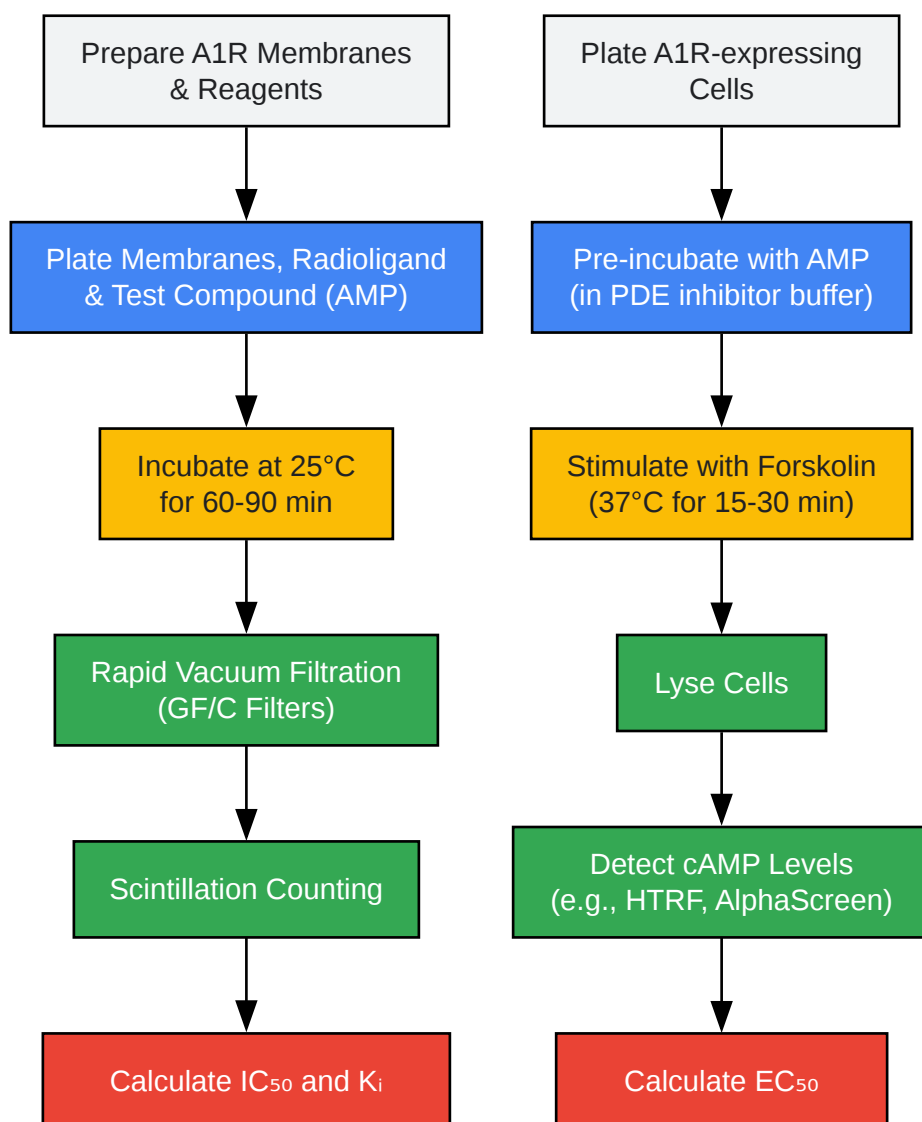 Prepare A1R Membranes
& Reagents
Plate Membranes, Radioligand
& Test Compound (AMP)
Incubate at 25°C
for 60-90 min
Rapid Vacuum Filtration
(GF/C Filters)
Scintillation Counting
Calculate IC₅₀ and Kᵢ
Plate A1R-expressing
Cells
Pre-incubate with AMP
(in PDE inhibitor buffer)
Stimulate with Forskolin
(37°C for 15-30 min)
Lyse Cells
Detect cAMP Levels
(e.g., HTRF, AlphaScreen)
Calculate EC₅₀